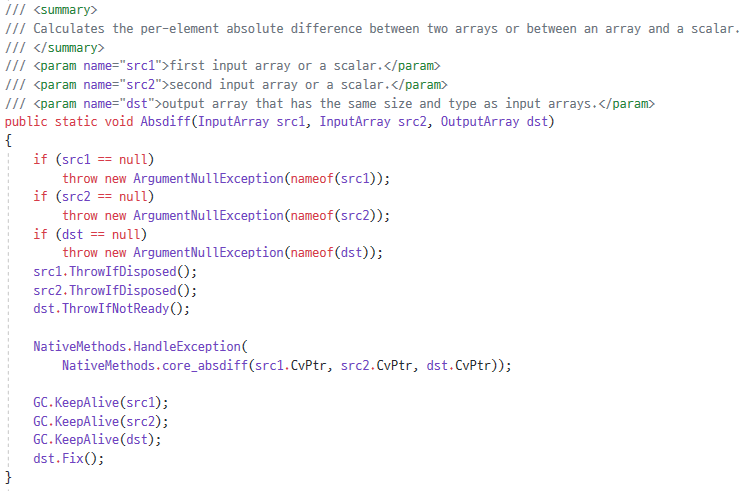 /// <summary>
/// Calculates the per-element absolute difference between two arrays or between an array and a scalar.
/// </summary>
/// <param name="src1">first input array or a scalar.</param>
/// <param name="src2">second input array or a scalar.</param>
/// <param name="dst">output array that has the same size and type as input arrays.</param>
public static void Absdiff(InputArray src1, InputArray src2, OutputArray dst)
{
    if (src1 == null)
        throw new ArgumentNullException(nameof(src1));
    if (src2 == null)
        throw new ArgumentNullException(nameof(src2));
    if (dst == null)
        throw new ArgumentNullException(nameof(dst));
    src1.ThrowIfDisposed();
    src2.ThrowIfDisposed();
    dst.ThrowIfNotReady();

    NativeMethods.HandleException(
        NativeMethods.core_absdiff(src1.CvPtr, src2.CvPtr, dst.CvPtr));

    GC.KeepAlive(src1);
    GC.KeepAlive(src2);
    GC.KeepAlive(dst);
    dst.Fix();
}